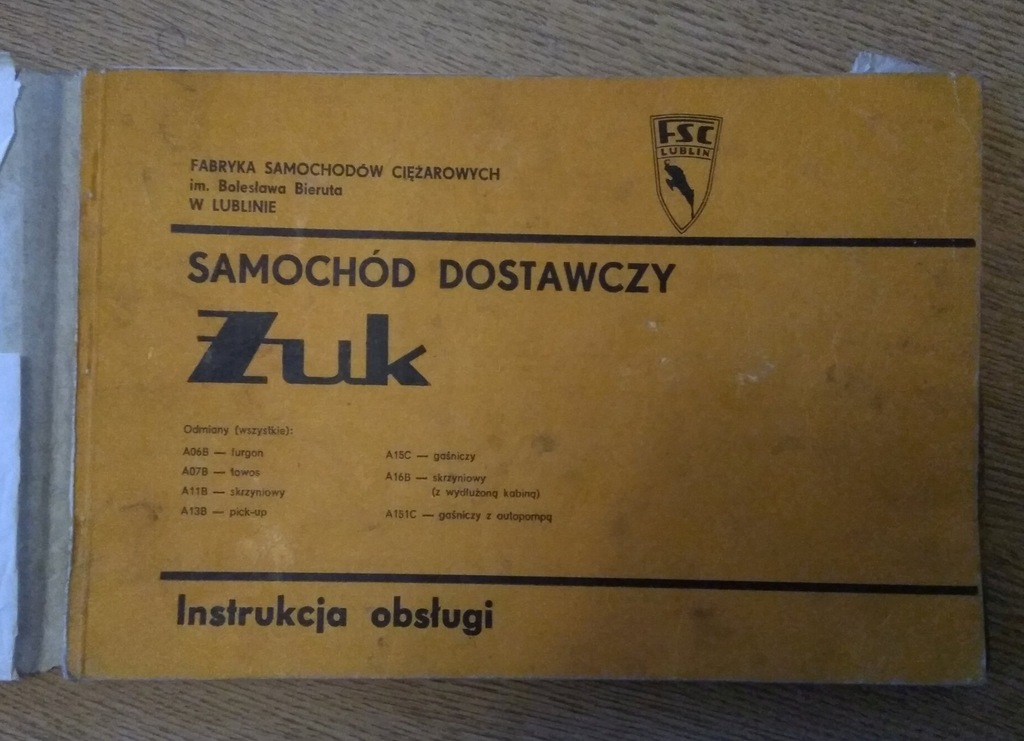 FSC
LUBLIN
FABRYKA SAMOCHODÓW CIĘŻAROWYCH
im. Bolesława Bieruta
W LUBLINIE
SAMOCHÓD DOSTAWCZY
Żuk
Odmiany (wszystkie):
A06B — furgon
A07B — towos
A11B — skrzyniowy
A13B — pick-up
A15C — gaśniczy
A16B — skrzyniowy
(z wydłużoną kabiną)
A151C — gaśniczy z autopompą
Instrukcja obsługi